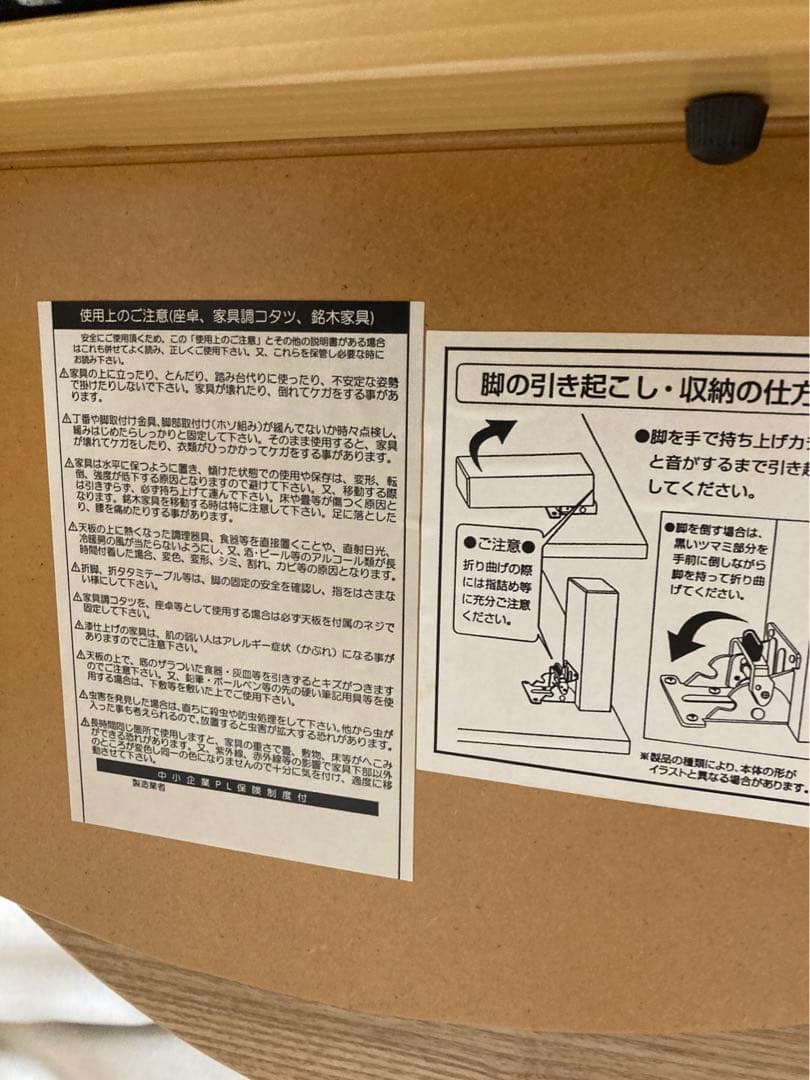 使用上のご注意(座卓、家具調コタツ、銘木家具)
安全にご使用頂くため、この「使用上のご注意」とその他の説明書がある場合
はこれも併せてよく読み、正しくご使用下さい。又、これらを保管し必要な時に
お読み下さい。
⚠家具の上に立ったり、とんだり、踏み台代りに使ったり、不安定な姿勢
で掛けたりしないで下さい。家具が壊れたり、倒れてケガをする事があ
ります。
⚠丁番や脚取付け金具、脚部取付け(ホゾ組み)が緩んでないか時々点検し、
緩みはじめたらしっかりと固定して下さい。そのまま使用すると、家具
が壊れてケガをしたり、衣類がひっかかってケガをする事があります。
⚠家具は水平に保つように置き、傾けた状態での使用や保存は、変形、転
倒、強度が低下する原因となりますので避けて下さい。又、移動する際
は引きずらず、必ず持ち上げて運んで下さい。床や畳等が傷つく原因と
なります。銘木家具を移動する時は特に注意して下さい。足に落とした
り、腰を痛めたりする事があります。
⚠天板の上に熱くなった調理器具、食器等を直接置くことや、直射日光、
冷暖房の風が当たらないようにし、又、酒・ビール等のアルコール類が長
時間付着した場合、変色、変形、シミ、割れ、カビ等の原因となります。
⚠折脚、折タタミテーブル等は、脚の固定の安全を確認し、指をはさまな
い様にして下さい。
⚠家具調コタツを、座卓等として使用する場合は必ず天板を付属のネジで
固定して下さい。
⚠漆仕上げの家具は、肌の弱い人はアレルギー症状(かぶれ)になる事が
ありますのでご注意下さい。
⚠天板の上で、底のザラついた食器・灰皿等を引きずるとキズがつきます
のでご注意下さい。又、鉛筆・ボールペン等の先の硬い筆記用具等を使
用する場合は、下敷等を敷いた上でご使用下さい。
⚠虫害を発見した場合は、直ちに殺虫や防虫処理をして下さい。他から虫が
入った事も考えられるので、放置すると虫害が拡大する恐れがあります。
⚠長時間同じ箇所で使用しますと、家具の重さで畳、敷物、床等がへこみ
ができる恐れがあります。又、紫外線、赤外線等の影響で家具下部以外
のところが変色し同一の色になりませんので十分に気を付け、適度に移
動させて下さい。
中小企業PL保険制度付
製造業者
脚の引き起こし・収納の仕方
●脚を手で持ち上げカチ
と音がするまで引き起
してください。
●ご注意●
折り曲げの際
には指詰め等
に充分ご注意
ください。
●脚を倒す場合は、
黒いツマミ部分を
手前に倒しながら
脚を持って折り曲
げてください。
※製品の種類により、本体の形が
イラストと異なる場合があります。